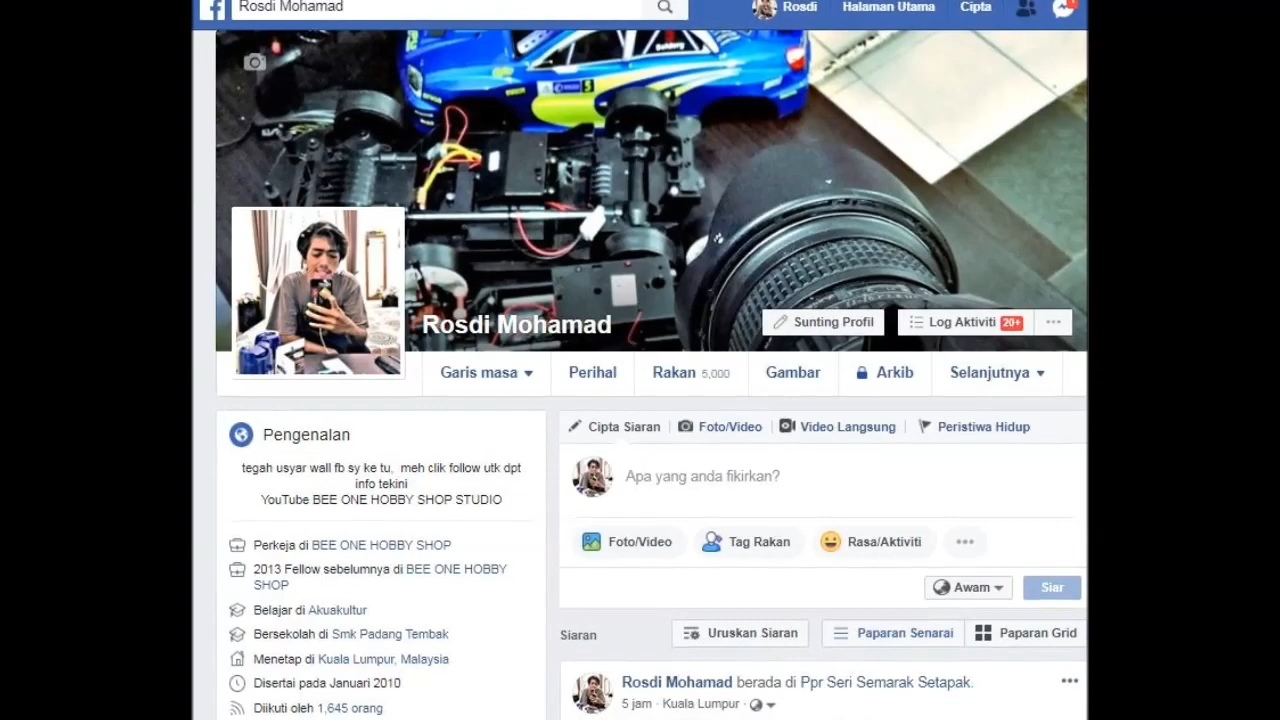 Rosdi Mohamad
Rosdi
Halaman Utama
Cipta
Rosdi Mohamad
Sunting Profil
Log Aktiviti 20+
Garis masa
Perihal
Rakan 5,000
Gambar
Arkib
Selanjutnya
Pengenalan
tegah usyar wall fb sy ke tu, meh clik follow utk dpt
info tekini
YouTube BEE ONE HOBBY SHOP STUDIO
Perkeja di BEE ONE HOBBY SHOP
2013 Fellow sebelumnya di BEE ONE HOBBY
SHOP
Belajar di Akuakultur
Bersekolah di Smk Padang Tembak
Menetap di Kuala Lumpur, Malaysia
Disertai pada Januari 2010
Diikuti oleh 1,645 orang
Cipta Siaran
Foto/Video
Video Langsung
Peristiwa Hidup
Apa yang anda fikirkan?
Foto/Video
Tag Rakan
Rasa/Aktiviti
Awam
Siar
Siaran
Uruskan Siaran
Paparan Senarai
Paparan Grid
Rosdi Mohamad berada di Ppr Seri Semarak Setapak.
5 jam · Kuala Lumpur ·